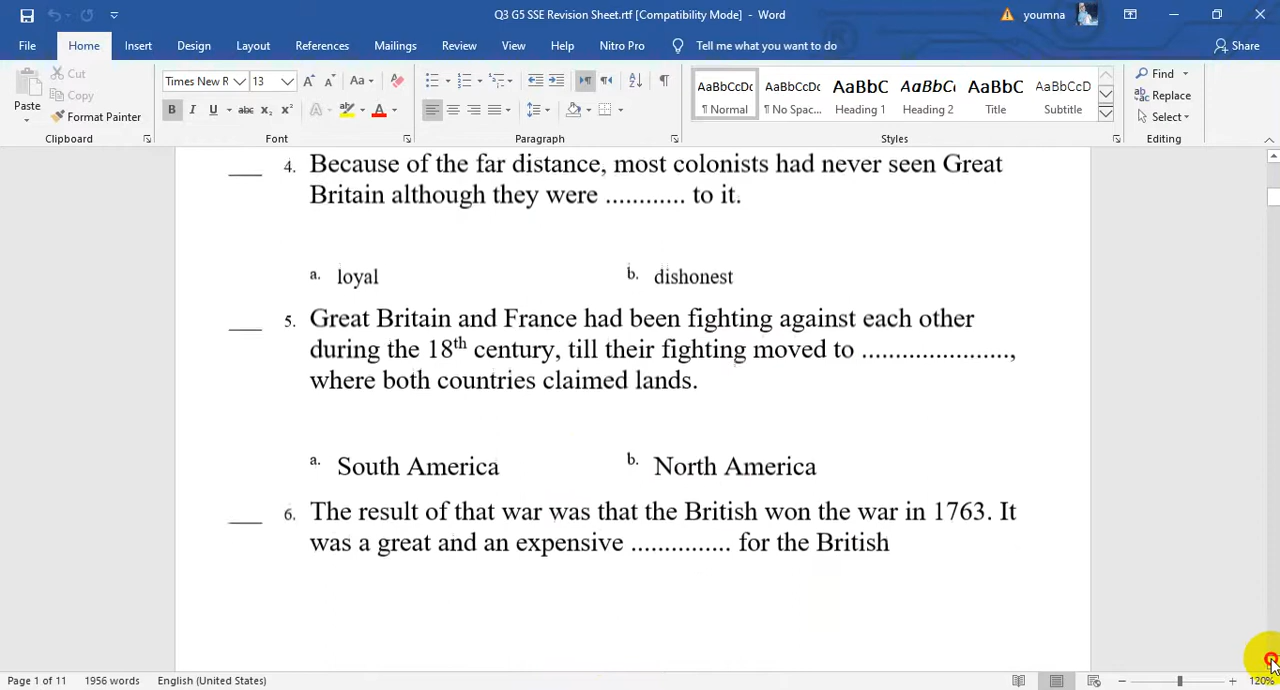 Q3 G5 SSE Revision Sheet.rtf [Compatibility Mode] - Word
youmna
File Home Insert Design Layout References Mailings Review View Help Nitro Pro Tell me what you want to do Share
Paste
Cut
Copy
Format Painter
Clipboard
Times New R 13
Font
Paragraph
AaBbCcDc AaBbCcDc AaBbC AaBbC AaBbC AaBbCcD
¶ Normal ¶ No Spac... Heading 1 Heading 2 Title Subtitle
Styles
Find
Replace
Select
Editing
___ 4. Because of the far distance, most colonists had never seen Great
Britain although they were ............ to it.
a. loyal b. dishonest
___ 5. Great Britain and France had been fighting against each other
during the 18th century, till their fighting moved to ......................,
where both countries claimed lands.
a. South America b. North America
___ 6. The result of that war was that the British won the war in 1763. It
was a great and an expensive ............... for the British
Page 1 of 11 1956 words English (United States) 120%